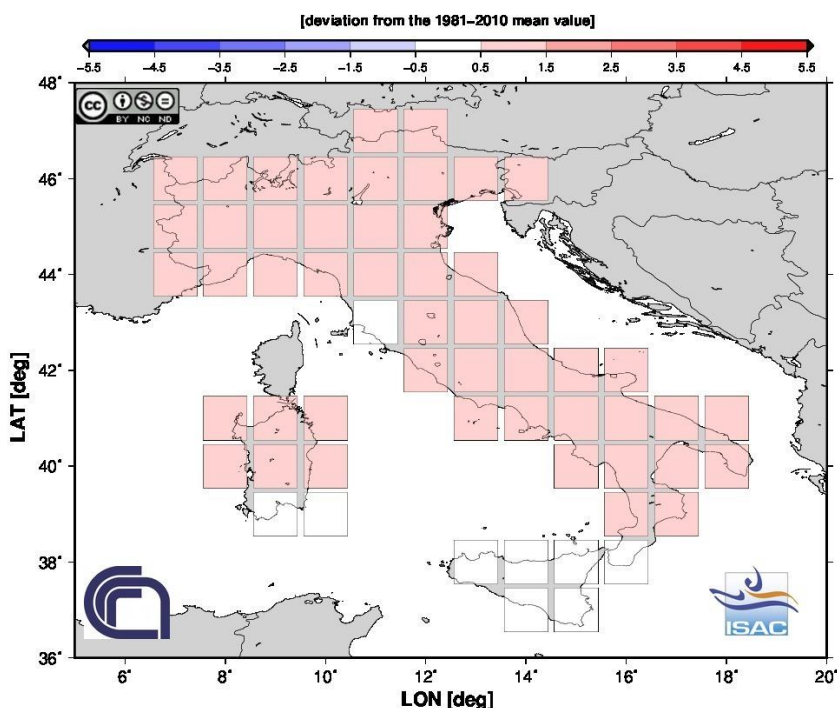 [deviation from the 1981-2010 mean value]
-5.5 -4.5 -3.5 -2.5 -1.5 -0.5 0.5 1.5 2.5 3.5 4.5 5.5
48°
cc
BY NC ND
46°
44°
42°
LAT [deg]
40°
38°
ISAC
36°
6° 8° 10° 12° 14° 16° 18° 20°
LON [deg]